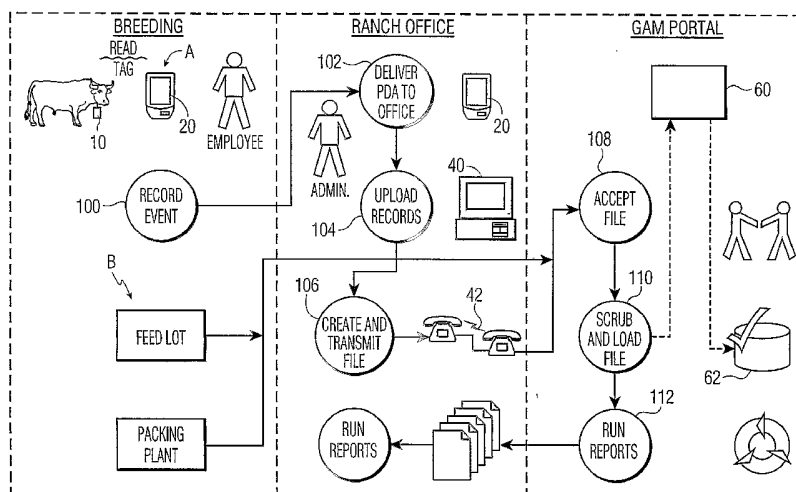 BREEDING
READ
TAG
A
10
20
EMPLOYEE
100
RECORD
EVENT
B
FEED LOT
PACKING
PLANT
RANCH OFFICE
102
DELIVER
PDA TO
OFFICE
20
ADMIN.
40
104
UPLOAD
RECORDS
106
CREATE AND
TRANSMIT
FILE
42
RUN
REPORTS
GAM PORTAL
60
108
ACCEPT
FILE
110
SCRUB
AND LOAD
FILE
62
112
RUN
REPORTS